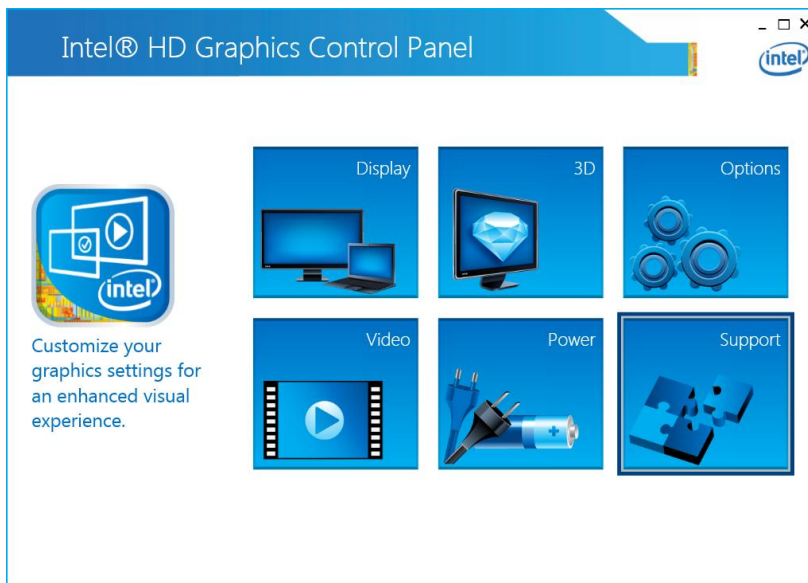 Intel® HD Graphics Control Panel
intel
Display
3D
Options
intel
Customize your
graphics settings for
an enhanced visual
experience.
Video
Power
Support